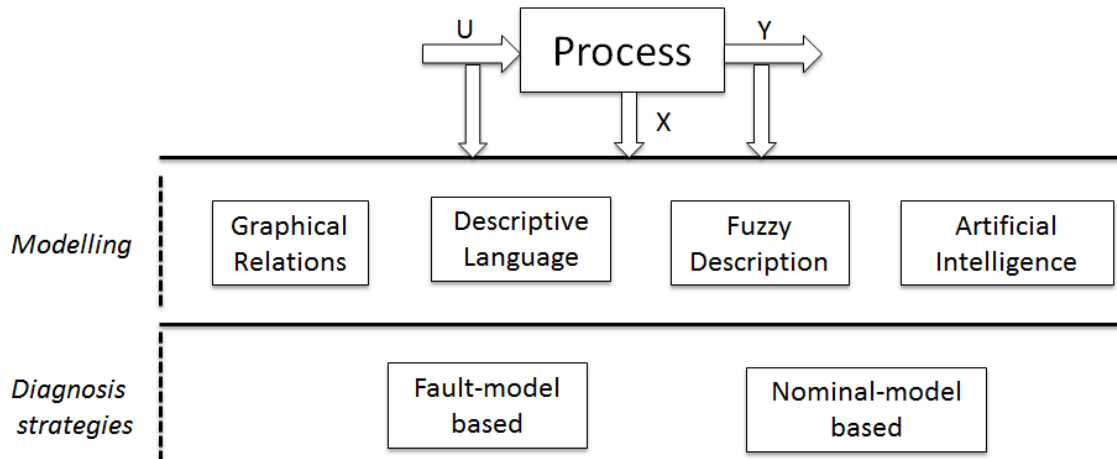 U
Process
Y
X
Modelling
Graphical
Relations
Descriptive
Language
Fuzzy
Description
Artificial
Intelligence
Diagnosis
strategies
Fault-model
based
Nominal-model
based